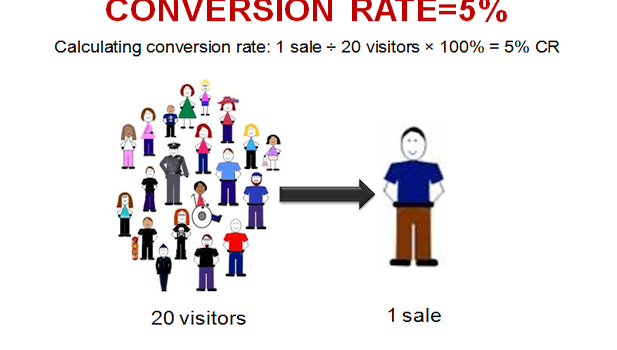 CONVERSION RATE=5%
Calculating conversion rate: 1 sale ÷ 20 visitors × 100% = 5% CR
20 visitors
1 sale